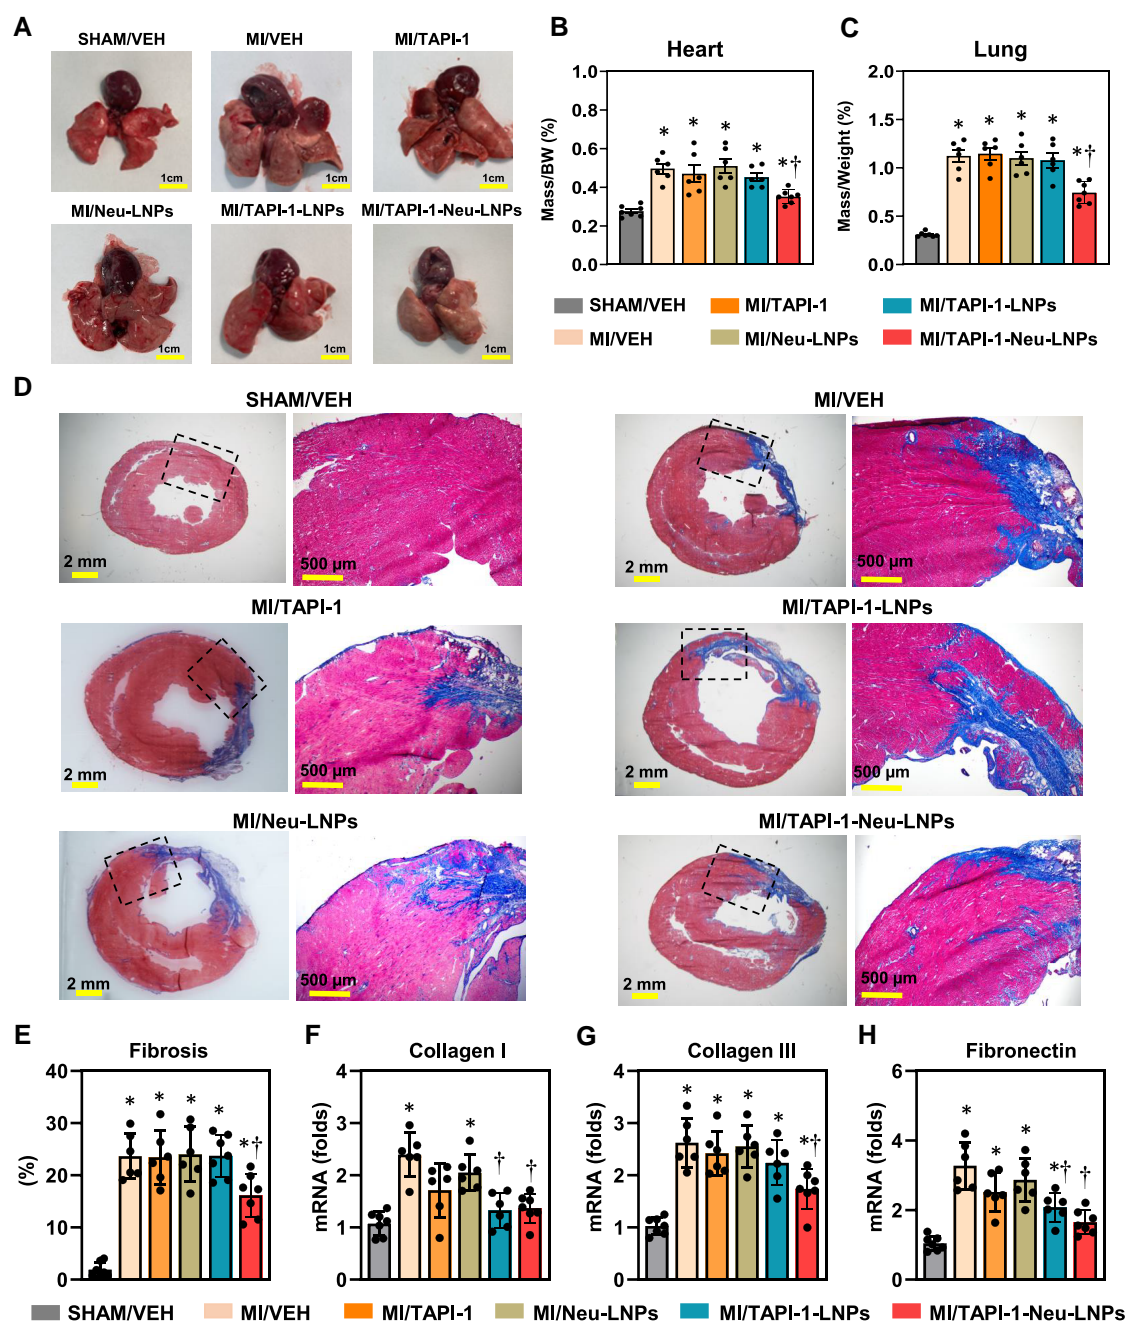 A
SHAM/VEH
MI/VEH
MI/TAPI-1
1cm
1cm
1cm
MI/Neu-LNPs
MI/TAPI-1-LNPs
MI/TAPI-1-Neu-LNPs
1cm
1cm
1cm
B
Heart
Mass/BW (%)
1.0
0.8
0.6
0.4
0.2
0.0
*
*
*
*
*†
C
Lung
Mass/Weight (%)
2.0
1.5
1.0
0.5
0.0
*
*
*
*
*†
SHAM/VEH
MI/TAPI-1
MI/TAPI-1-LNPs
MI/VEH
MI/Neu-LNPs
MI/TAPI-1-Neu-LNPs
D
SHAM/VEH
2 mm
500 µm
MI/VEH
2 mm
500 µm
MI/TAPI-1
2 mm
500 µm
MI/TAPI-1-LNPs
2 mm
500 µm
MI/Neu-LNPs
2 mm
500 µm
MI/TAPI-1-Neu-LNPs
2 mm
500 µm
E
Fibrosis
(%)
40
30
20
10
0
*
*
*
*
*†
F
Collagen I
mRNA (folds)
4
3
2
1
0
*
*
†
†
G
Collagen III
mRNA (folds)
4
3
2
1
0
*
*
*
*
*†
H
Fibronectin
mRNA (folds)
6
4
2
0
*
*
*
*†
†
SHAM/VEH
MI/VEH
MI/TAPI-1
MI/Neu-LNPs
MI/TAPI-1-LNPs
MI/TAPI-1-Neu-LNPs